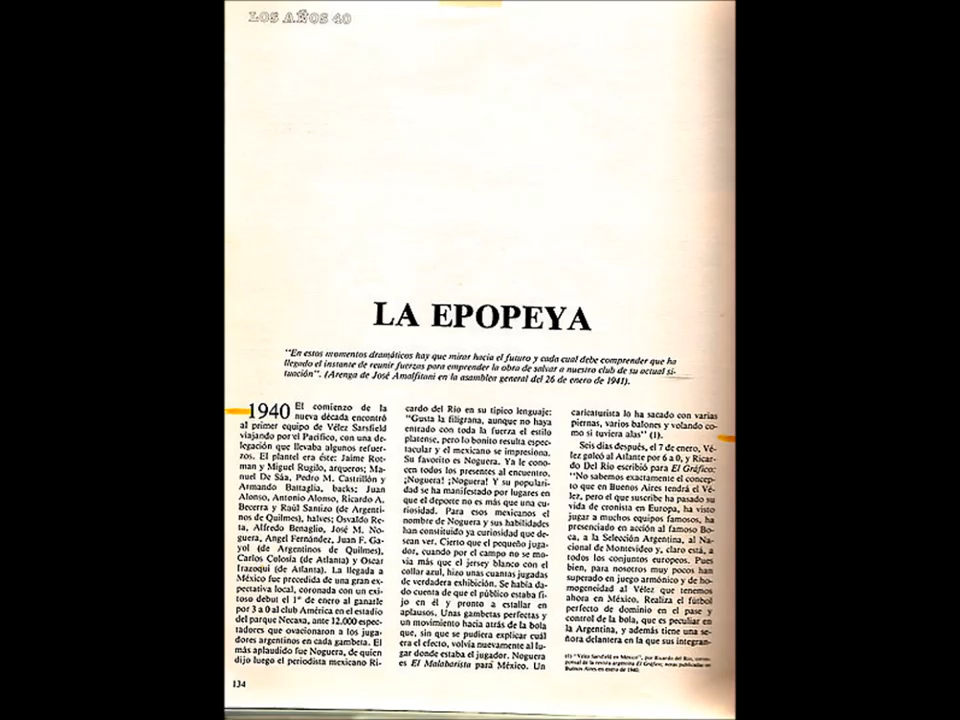 LOS AÑOS 40
LA EPOPEYA
"En estos momentos dramáticos hay que mirar hacia el futuro y cada cual debe comprender que ha
llegado el instante de reunir fuerzas para emprender la obra de salvar a nuestro club de su actual si-
tuación". (Arenga de José Amalfitani en la asamblea general del 26 de enero de 1941).
1940 El comienzo de la
nueva década encontró
al primer equipo de Vélez Sarsfield
viajando por el Pacífico, con una de-
legación que llevaba algunos refuer-
zos. El plantel era éste: Jaime Rot-
man y Miguel Rugilo, arqueros; Ma-
nuel De Sáa, Pedro M. Castrillón y
Armando Battaglia, backs; Juan
Alonso, Antonio Alonso, Ricardo A.
Becerra y Raúl Santizo (de Argenti-
nos de Quilmes), halves; Osvaldo Re-
ta, Alfredo Benaglio, José M. No-
guera, Angel Fernández, Juan F. Ga-
yol (de Argentinos de Quilmes),
Carlos Colosía (de Atlanta) y Oscar
Irazoqui (de Atlanta). La llegada a
México fue precedida de una gran ex-
pectativa local, coronada con un exi-
toso debut el 1º de enero al ganarle
por 3 a 0 al club América en el estadio
del parque Necaxa, ante 12.000 espec-
tadores que ovacionaron a los juga-
dores argentinos en cada gambeta. El
más aplaudido fue Noguera, de quien
dijo luego el periodista mexicano Ri-
cardo del Río en su típico lenguaje:
"Gusta la filigrana, aunque no haya
entrado con toda la fuerza el estilo
platense, pero lo bonito resulta espec-
tacular y el mexicano se impresiona.
Su favorito es Noguera. Ya le cono-
cen todos los presentes al encuentro.
¡Noguera! ¡Noguera! Y su populari-
dad se ha manifestado por lugares en
que el deporte no es más que una cu-
riosidad. Para esos mexicanos el
nombre de Noguera y sus habilidades
han constituido ya curiosidad que de-
sean ver. Cierto que el pequeño juga-
dor, cuando por el campo no se mo-
vía más que el jersey blanco con el
collar azul, hizo unas cuantas jugadas
de verdadera exhibición. Se había da-
do cuenta de que el público estaba fi-
jo en él y pronto a estallar en
aplausos. Unas gambetas perfectas y
un movimiento hacia atrás de la bola
que, sin que se pudiera explicar cuál
era el efecto, volvía nuevamente al lu-
gar donde estaba el jugador. Noguera
es El Malabarista para México. Un
caricaturista lo ha sacado con varias
piernas, varios balones y volando co-
mo si tuviera alas" (1).
Seis días después, el 7 de enero, Vé-
lez goleó al Atlante por 6 a 0, y Ricar-
do Del Río escribió para El Gráfico:
"No sabemos exactamente el concep-
to que en Buenos Aires tendrá el Vé-
lez, pero el que suscribe ha pasado su
vida de cronista en Europa, ha visto
jugar a muchos equipos famosos, ha
presenciado en acción al famoso Bo-
ca, a la Selección Argentina, al Na-
cional de Montevideo y, claro está, a
todos los conjuntos europeos. Pues
bien, para nosotros muy pocos han
superado en juego armónico y de ho-
mogeneidad al Vélez que tenemos
ahora en México. Realiza el fútbol
perfecto de dominio en el pase y
control de la bola, que es peculiar en
la Argentina, y además tiene una se-
ñora delantera en la que sus integran-
(1) "Vélez Sarsfield en México", por Ricardo del Río, corres-
ponsal de la revista argentina El Gráfico; notas publicadas en
Buenos Aires en enero de 1940.
134